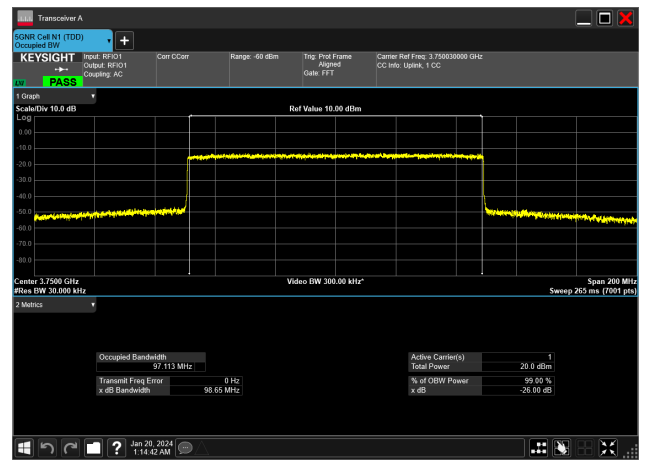 Transceiver A
5GNR Cell N1 (TDD)
Occupied BW
KEYSIGHT
PASS
Input: RFIO1
Output: RFIO1
Coupling: AC
Corr CCorr
Range: -60 dBm
Trig: Prot Frame
Aligned
Gate: FFT
Carrier Ref Freq: 3.750030000 GHz
CC Info: Uplink, 1 CC
1 Graph
Scale/Div 10.0 dB
Ref Value 10.00 dBm
Log
0.00
-10.0
-20.0
-30.0
-40.0
-50.0
-60.0
-70.0
-80.0
Center 3.7500 GHz
Video BW 300.00 kHz*
Span 200 MHz
#Res BW 30.000 kHz
Sweep 265 ms (7001 pts)
2 Metrics
Occupied Bandwidth
97.113 MHz
Active Carrier(s) 1
Total Power 20.0 dBm
Transmit Freq Error 0 Hz
x dB Bandwidth 98.65 MHz
% of OBW Power 99.00 %
x dB -26.00 dB
?
Jan 20, 2024
1:14:42 AM